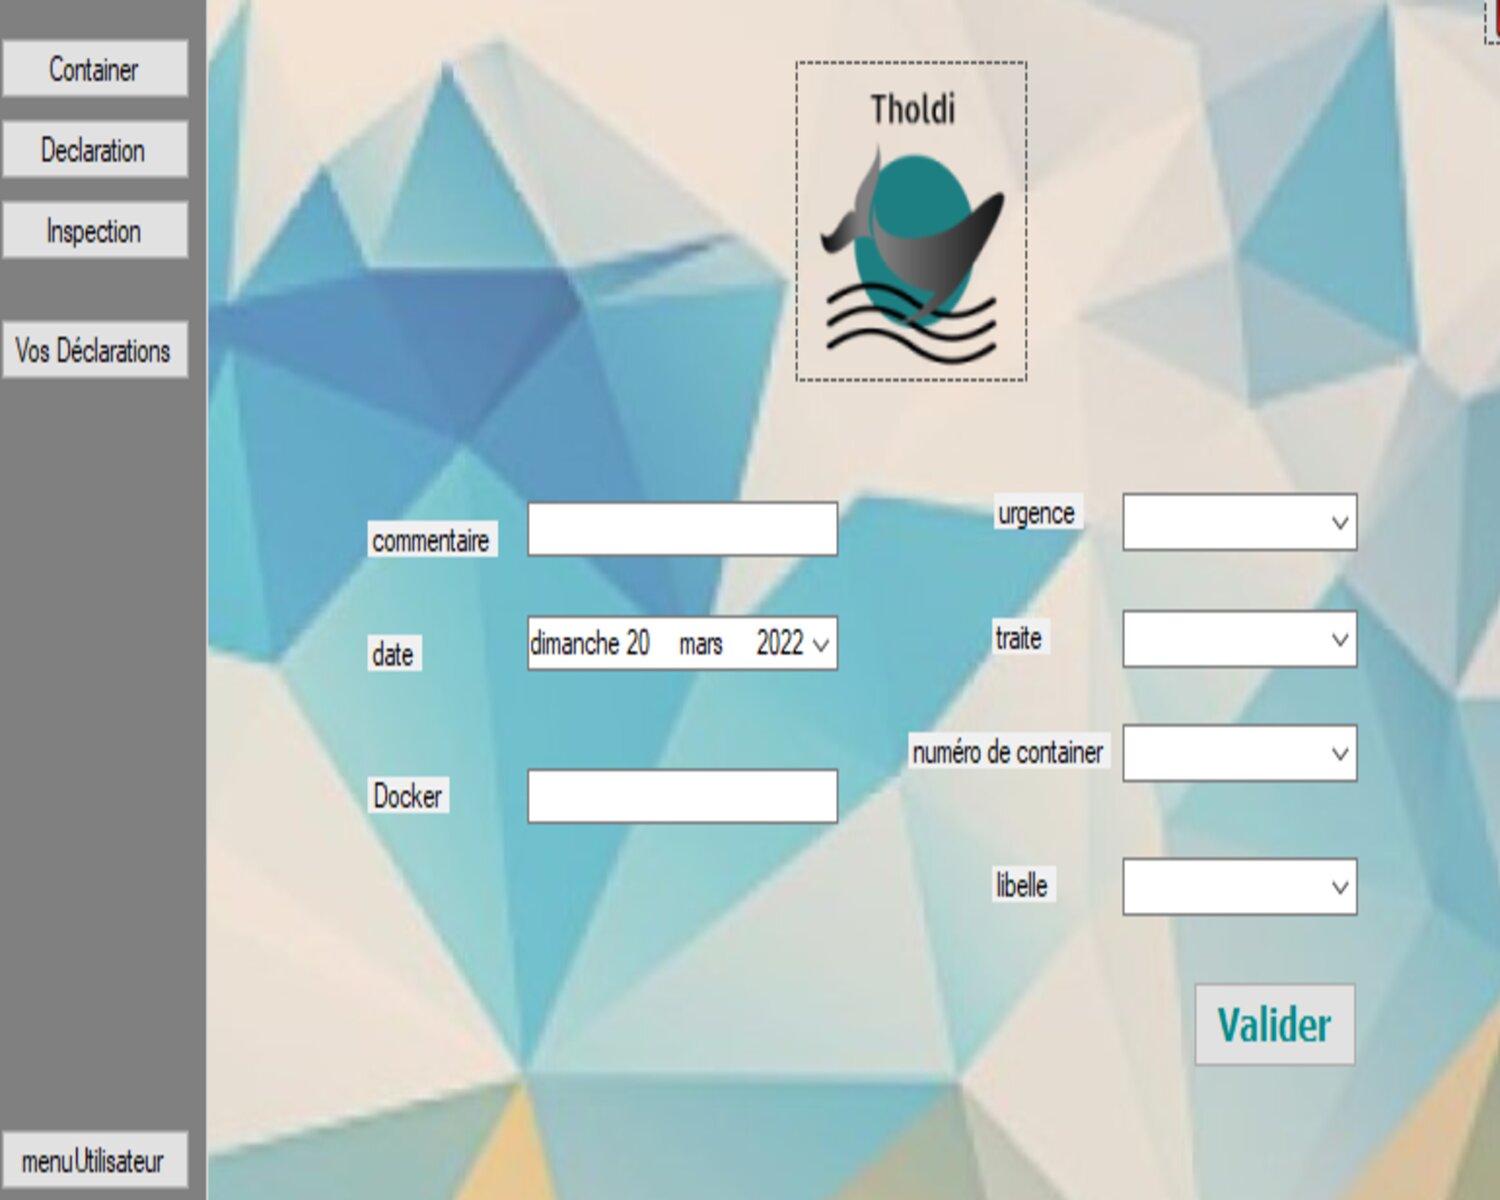 Container
Declaration
Inspection
Vos Déclarations
menuUtilisateur
Tholdi
commentaire
date
dimanche 20 mars 2022
Docker
urgence
traite
numéro de container
libelle
Valider